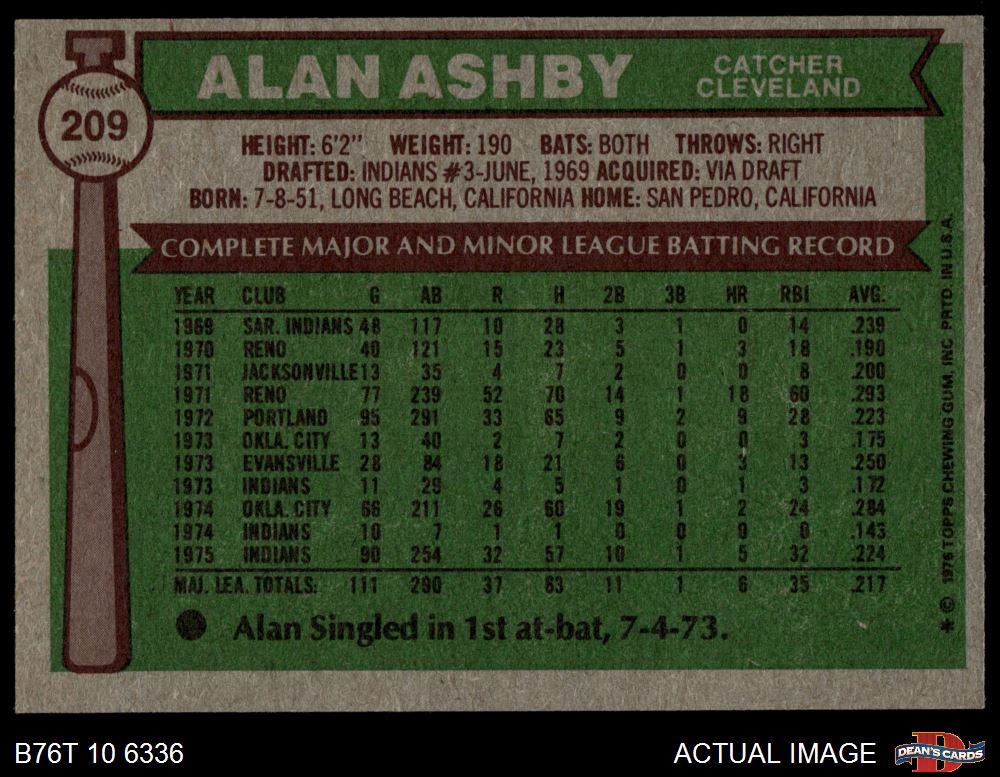 ALAN ASHBY
CATCHER
CLEVELAND
209
HEIGHT: 6'2" WEIGHT: 190 BATS: BOTH THROWS: RIGHT
DRAFTED: INDIANS #3-JUNE, 1969 ACQUIRED: VIA DRAFT
BORN: 7-8-51, LONG BEACH, CALIFORNIA HOME: SAN PEDRO, CALIFORNIA
COMPLETE MAJOR AND MINOR LEAGUE BATTING RECORD
YEAR CLUB G AB R H 2B 3B HR RBI AVG.
1969 SAR. INDIANS 48 117 10 28 3 1 0 14 .239
1970 RENO 40 121 15 23 5 1 3 18 .190
1971 JACKSONVILLE 13 35 4 7 2 0 0 8 .200
1971 RENO 77 239 52 70 14 1 18 60 .293
1972 PORTLAND 95 291 33 65 9 2 9 28 .223
1973 OKLA. CITY 13 40 2 7 2 0 0 3 .175
1973 EVANSVILLE 28 84 18 21 6 0 3 13 .250
1973 INDIANS 11 29 4 5 1 0 1 3 .172
1974 OKLA. CITY 66 211 26 60 19 1 2 24 .284
1974 INDIANS 10 7 1 1 0 0 0 0 .143
1975 INDIANS 90 254 32 57 10 1 5 32 .224
MAJ. LEA. TOTALS: 111 290 37 63 11 1 6 35 .217
Alan Singled in 1st at-bat, 7-4-73.
* © 1976 TOPPS CHEWING GUM, INC PRTD. IN U.S.A.
B76T 10 6336
ACTUAL IMAGE
D
DEAN'S CARDS